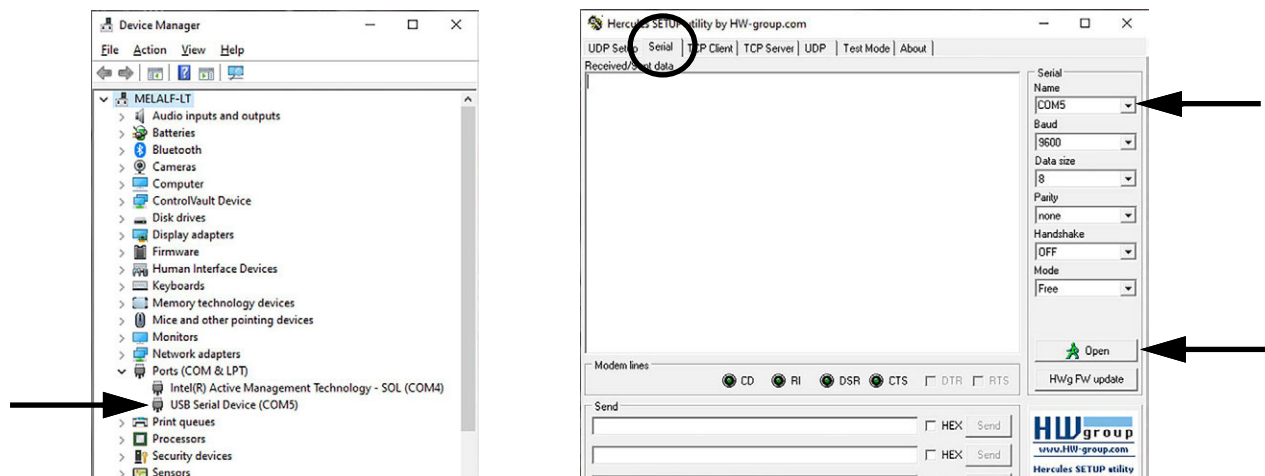 Device Manager
File Action View Help
MELALF-LT
Audio inputs and outputs
Batteries
Bluetooth
Cameras
Computer
ControlVault Device
Disk drives
Display adapters
Firmware
Human Interface Devices
Keyboards
Memory technology devices
Mice and other pointing devices
Monitors
Network adapters
Ports (COM & LPT)
Intel(R) Active Management Technology - SOL (COM4)
USB Serial Device (COM5)
Print queues
Processors
Security devices
Sensors
Hercules SETUP utility by HW-group.com
UDP Setup Serial TCP Client TCP Server UDP Test Mode About
Received/Sent data
Serial
Name
COM5
Baud
9600
Data size
8
Parity
none
Handshake
OFF
Mode
Free
Open
HWg FW update
Modem lines
CD RI DSR CTS DTR RTS
Send
HEX Send
HEX Send
HW group
www.HW-group.com
Hercules SETUP utility